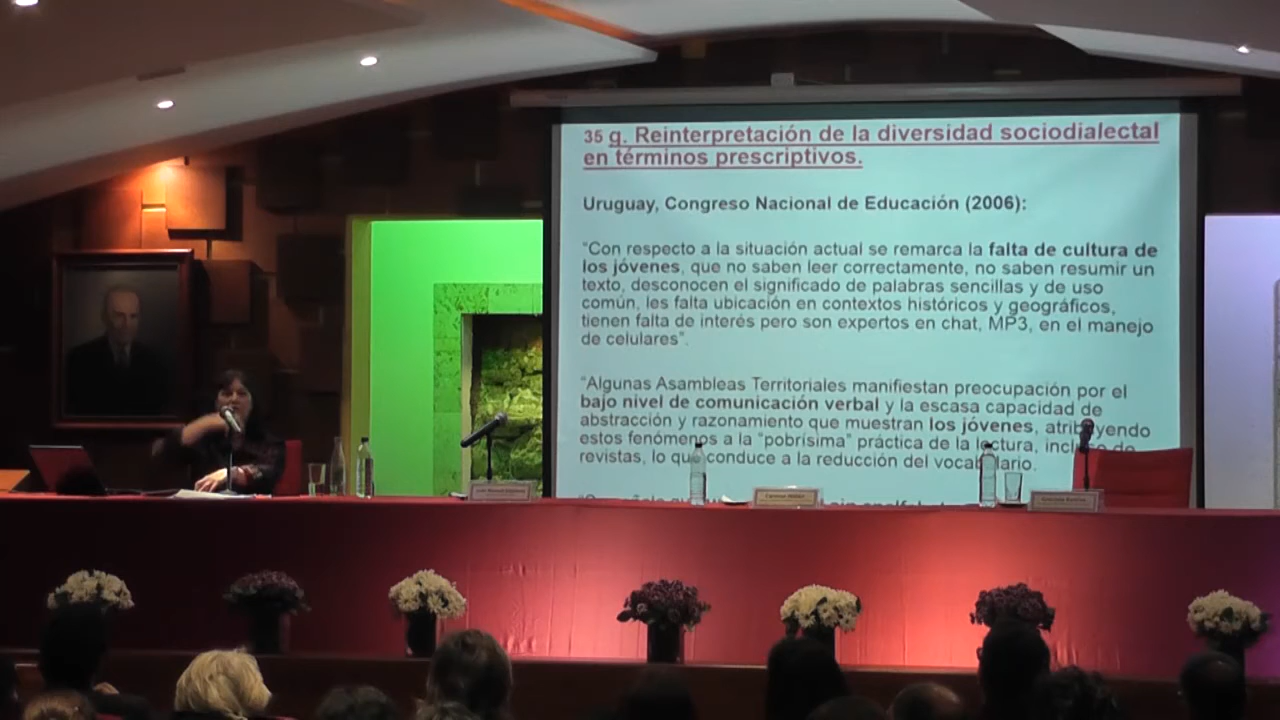 35 g. Reinterpretación de la diversidad sociodialectal
en términos prescriptivos.
Uruguay, Congreso Nacional de Educación (2006):
“Con respecto a la situación actual se remarca la falta de cultura de
los jóvenes, que no saben leer correctamente, no saben resumir un
texto, desconocen el significado de palabras sencillas y de uso
común, les falta ubicación en contextos históricos y geográficos,
tienen falta de interés pero son expertos en chat, MP3, en el manejo
de celulares”.
“Algunas Asambleas Territoriales manifiestan preocupación por el
bajo nivel de comunicación verbal y la escasa capacidad de
abstracción y razonamiento que muestran los jóvenes, atribuyendo
estos fenómenos a la “pobrísima” práctica de la lectura, incluso de
revistas, lo que conduce a la reducción del vocabulario.